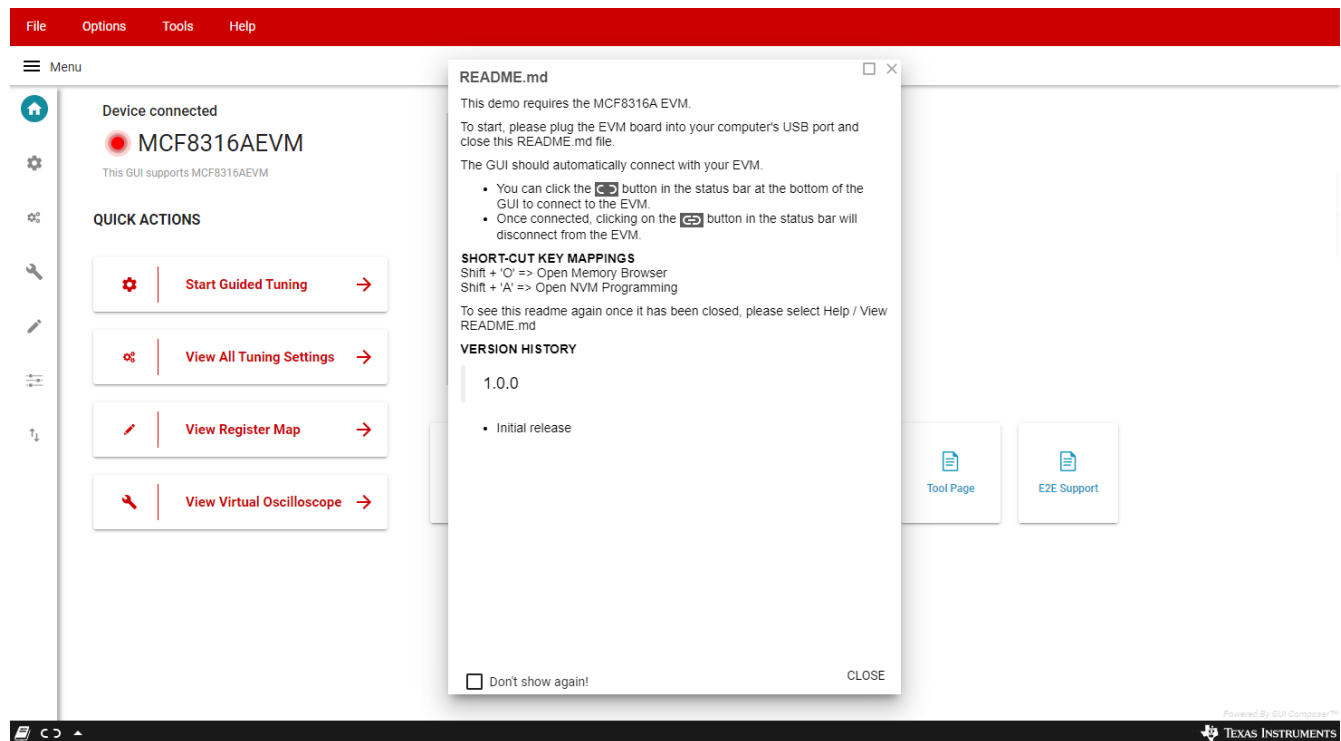 File Options Tools Help
Menu
Device connected
MCF8316AEVM
This GUI supports MCF8316AEVM
QUICK ACTIONS
Start Guided Tuning
View All Tuning Settings
View Register Map
View Virtual Oscilloscope
README.md
This demo requires the MCF8316A EVM.
To start, please plug the EVM board into your computer's USB port and
close this README.md file.
The GUI should automatically connect with your EVM.
• You can click the button in the status bar at the bottom of the
GUI to connect to the EVM.
• Once connected, clicking on the button in the status bar will
disconnect from the EVM.
SHORT-CUT KEY MAPPINGS
Shift + 'O' => Open Memory Browser
Shift + 'A' => Open NVM Programming
To see this readme again once it has been closed, please select Help / View
README.md
VERSION HISTORY
1.0.0
• Initial release
Don't show again!
CLOSE
Tool Page
E2E Support
Powered By GUI Composer™
TEXAS INSTRUMENTS